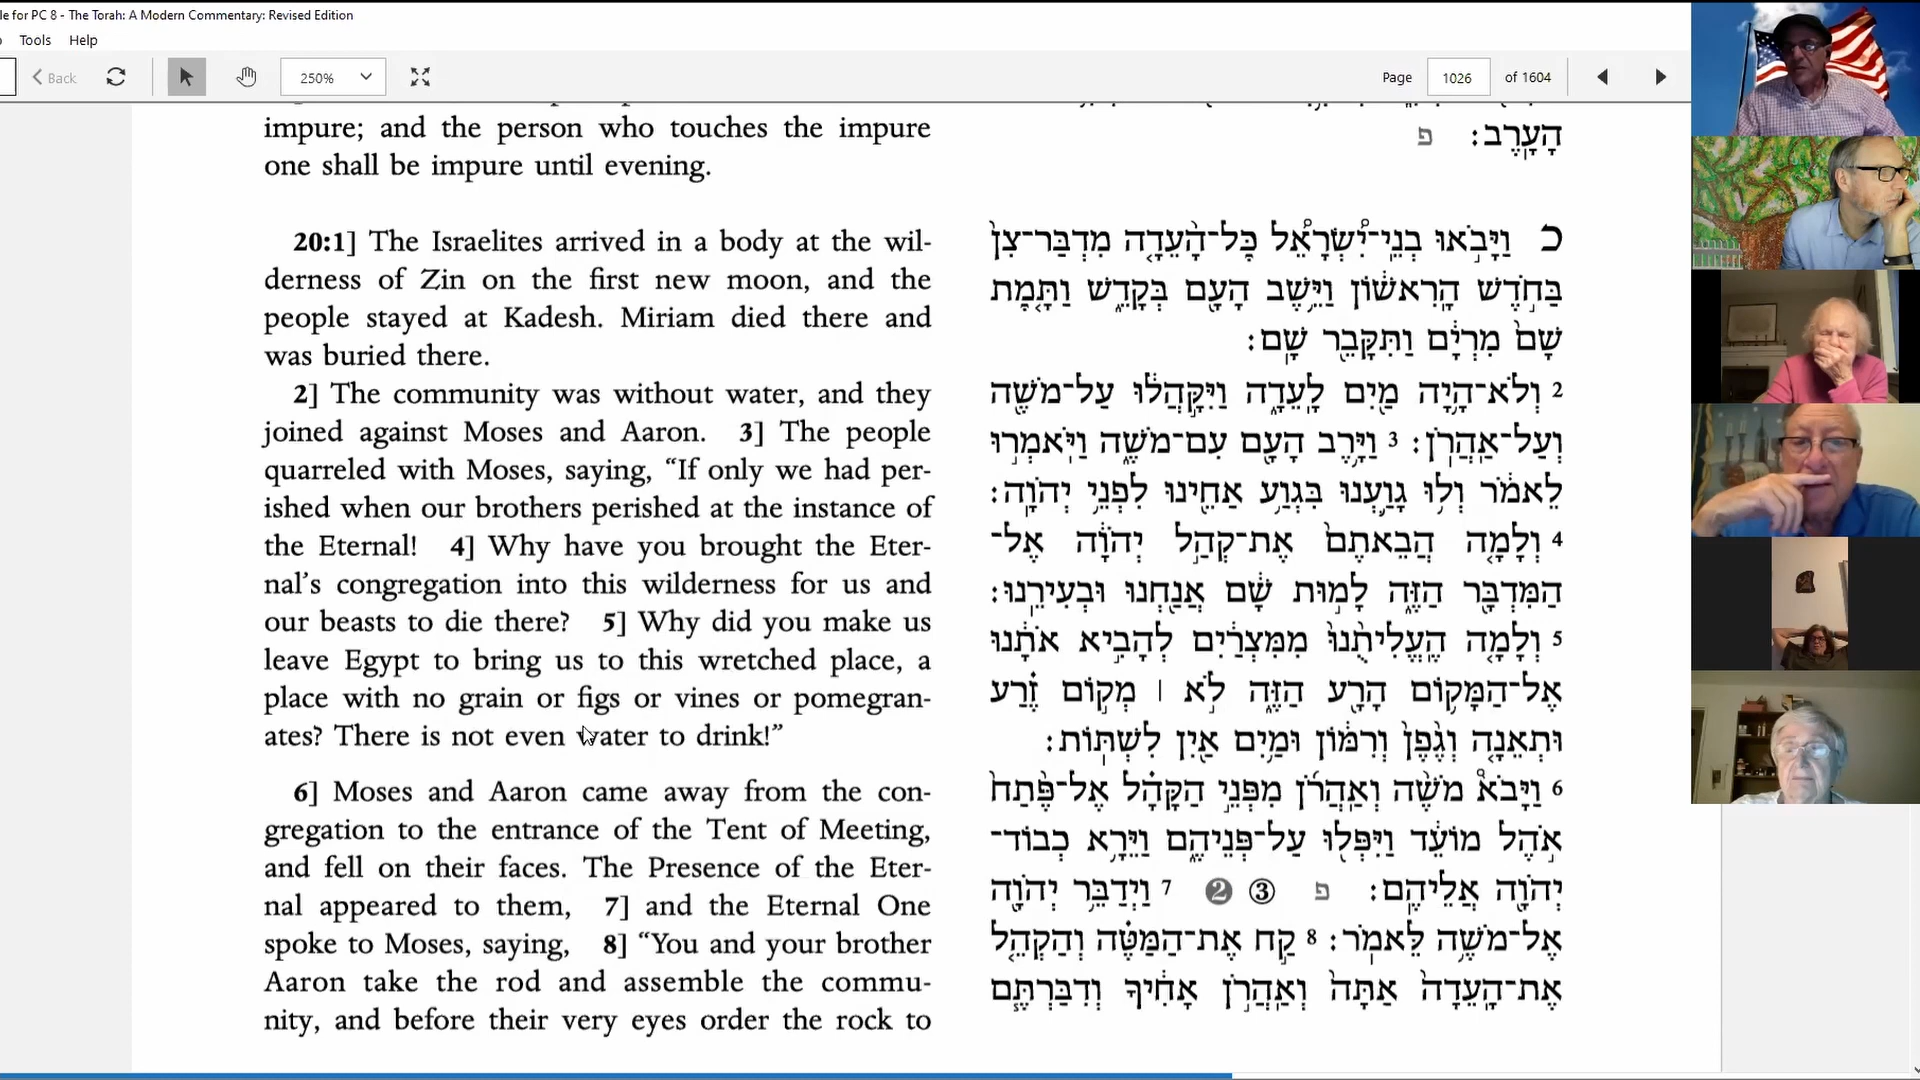 le for PC 8 - The Torah: A Modern Commentary: Revised Edition
Tools Help
Back 250% Page 1026 of 1604
impure; and the person who touches the impure
one shall be impure until evening.
20:1] The Israelites arrived in a body at the wil-
derness of Zin on the first new moon, and the
people stayed at Kadesh. Miriam died there and
was buried there.
2] The community was without water, and they
joined against Moses and Aaron. 3] The people
quarreled with Moses, saying, “If only we had per-
ished when our brothers perished at the instance of
the Eternal! 4] Why have you brought the Eter-
nal’s congregation into this wilderness for us and
our beasts to die there? 5] Why did you make us
leave Egypt to bring us to this wretched place, a
place with no grain or figs or vines or pomegran-
ates? There is not even water to drink!”
6] Moses and Aaron came away from the con-
gregation to the entrance of the Tent of Meeting,
and fell on their faces. The Presence of the Eter-
nal appeared to them, 7] and the Eternal One
spoke to Moses, saying, 8] “You and your brother
Aaron take the rod and assemble the commu-
nity, and before their very eyes order the rock to
הָעָֽרֶב׃ פ
כ וַיָּבֹ֣אוּ בְנֵֽי־יִ֠שְׂרָאֵ֠ל כׇּל־הָ֨עֵדָ֤ה מִדְבַּר־צִן֙
בַּחֹ֣דֶשׁ הָֽרִאשׁ֔וֹן וַיֵּ֥שֶׁב הָעָ֖ם בְּקָדֵ֑שׁ וַתָּ֤מׇת
שָׁם֙ מִרְיָ֔ם וַתִּקָּבֵ֖ר שָֽׁם׃
2 וְלֹא־הָ֥יָה מַ֖יִם לָעֵדָ֑ה וַיִּקָּ֣הֲל֔וּ עַל־מֹשֶׁ֖ה
וְעַֽל־אַהֲרֹֽן׃ 3 וַיָּ֥רֶב הָעָ֖ם עִם־מֹשֶׁ֑ה וַיֹּאמְר֣וּ
לֵאמֹ֔ר וְל֥וּ גָוַ֛עְנוּ בִּגְוַ֥ע אַחֵ֖ינוּ לִפְנֵ֥י יְהֹוָֽה׃
4 וְלָמָ֤ה הֲבֵאתֶם֙ אֶת־קְהַ֣ל יְהֹוָ֔ה אֶל־
הַמִּדְבָּ֖ר הַזֶּ֑ה לָמ֣וּת שָׁ֔ם אֲנַ֖חְנוּ וּבְעִירֵֽנוּ׃
5 וְלָמָ֤ה הֶֽעֱלִיתֻ֙נוּ֙ מִמִּצְרַ֔יִם לְהָבִ֣יא אֹתָ֔נוּ
אֶל־הַמָּק֥וֹם הָרָ֖ע הַזֶּ֑ה לֹ֣א ׀ מְק֣וֹם זֶ֗רַע
וּתְאֵנָ֤ה וְגֶ֙פֶן֙ וְרִמּ֔וֹן וּמַ֥יִם אַ֖יִן לִשְׁתּֽוֹת׃
6 וַיָּבֹא֩ מֹשֶׁ֨ה וְאַהֲרֹ֜ן מִפְּנֵ֣י הַקָּהָ֗ל אֶל־פֶּ֙תַח֙
אֹ֣הֶל מוֹעֵ֔ד וַֽיִּפְּל֖וּ עַל־פְּנֵיהֶ֑ם וַיֵּרָ֥א כְבוֹד־
יְהֹוָ֖ה אֲלֵיהֶֽם׃ פ ③ ❷ 7 וַיְדַבֵּ֥ר יְהֹוָ֖ה
אֶל־מֹשֶׁ֥ה לֵּאמֹֽר׃ 8 קַ֣ח אֶת־הַמַּטֶּ֗ה וְהַקְהֵ֤ל
אֶת־הָעֵדָה֙ אַתָּה֙ וְאַהֲרֹ֣ן אָחִ֔יךָ וְדִבַּרְתֶּ֧ם